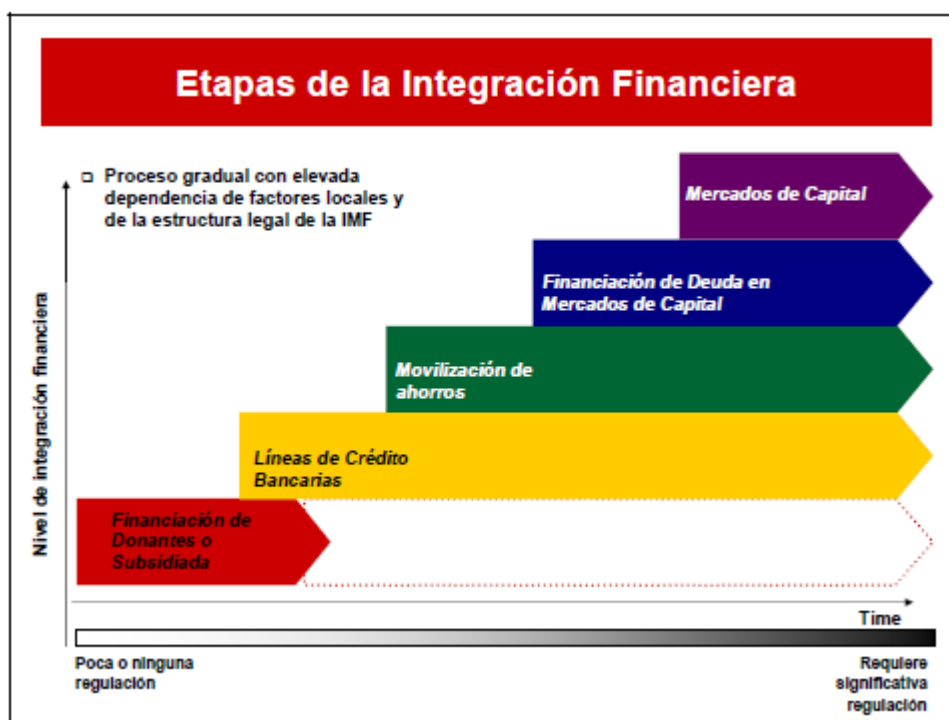 Etapas de la Integración Financiera
❑ Proceso gradual con elevada
dependencia de factores locales y
de la estructura legal de la IMF
Mercados de Capital
Financiación de Deuda en
Mercados de Capital
Movilización de
ahorros
Líneas de Crédito
Bancarias
Financiación de
Donantes o
Subsidiada
Nivel de integración financiera
Time
Poca o ninguna
regulación
Requiere
significativa
regulación